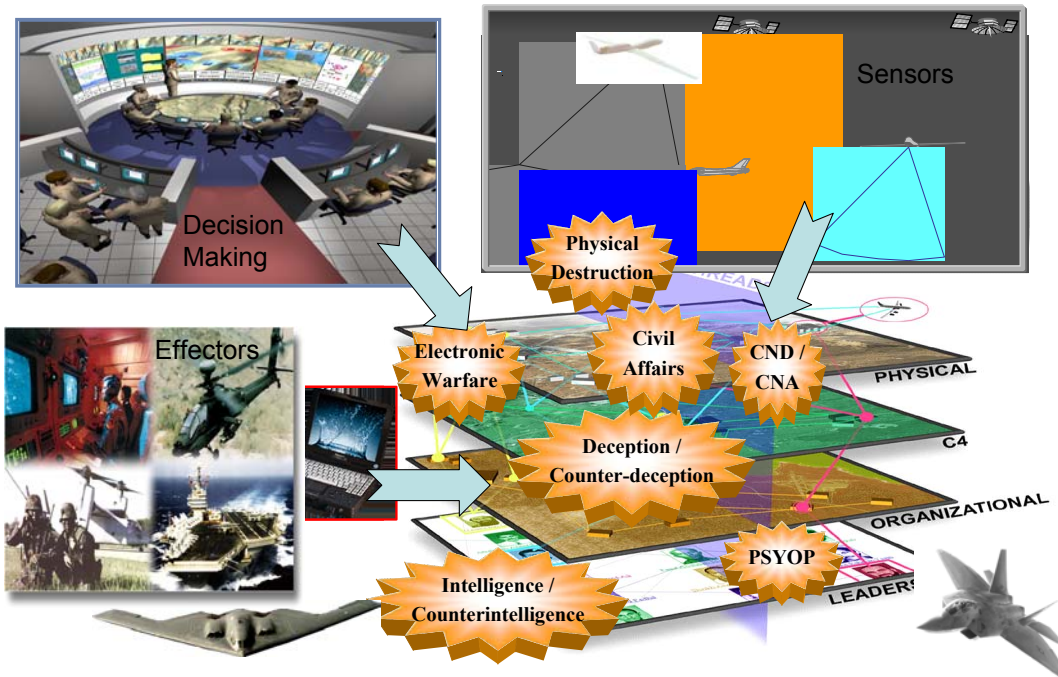 Sensors
Decision
Making
Physical
Destruction
Effectors
Electronic
Warfare
Civil
Affairs
CND /
CNA
PHYSICAL
C4
Deception /
Counter-deception
ORGANIZATIONAL
PSYOP
Intelligence /
Counterintelligence